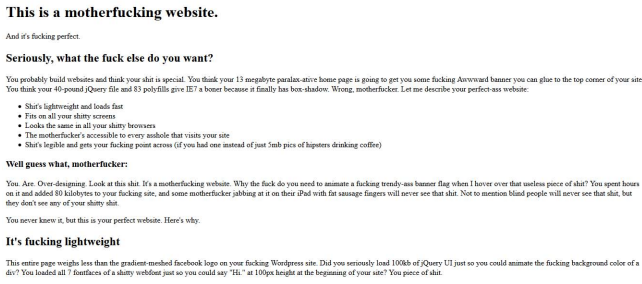 This is a motherfucking website.
And it's fucking perfect.
Seriously, what the fuck else do you want?
You probably build websites and think your shit is special. You think your 13 megabyte paralax-ative home page is going to get you some fucking Awwward banner you can glue to the top corner of your site
You think your 40-pound jQuery file and 83 polyfills give IE7 a boner because it finally has box-shadow. Wrong, motherfucker. Let me describe your perfect-ass website:
• Shit's lightweight and loads fast
• Fits on all your shitty screens
• Looks the same in all your shitty browsers
• The motherfucker's accessible to every asshole that visits your site
• Shit's legible and gets your fucking point across (if you had one instead of just 5mb pics of hipsters drinking coffee)
Well guess what, motherfucker:
You. Are. Over-designing. Look at this shit. It's a motherfucking website. Why the fuck do you need to animate a fucking trendy-ass banner flag when I hover over that useless piece of shit? You spent hours
on it and added 80 kilobytes to your fucking site, and some motherfucker jabbing at it on their iPad with fat sausage fingers will never see that shit. Not to mention blind people will never see that shit, but
they don't see any of your shitty shit.
You never knew it, but this is your perfect website. Here's why.
It's fucking lightweight
This entire page weighs less than the gradient-meshed facebook logo on your fucking Wordpress site. Did you seriously load 100kb of jQuery UI just so you could animate the fucking background color of a
div? You loaded all 7 fontfaces of a shitty webfont just so you could say "Hi." at 100px height at the beginning of your site? You piece of shit.